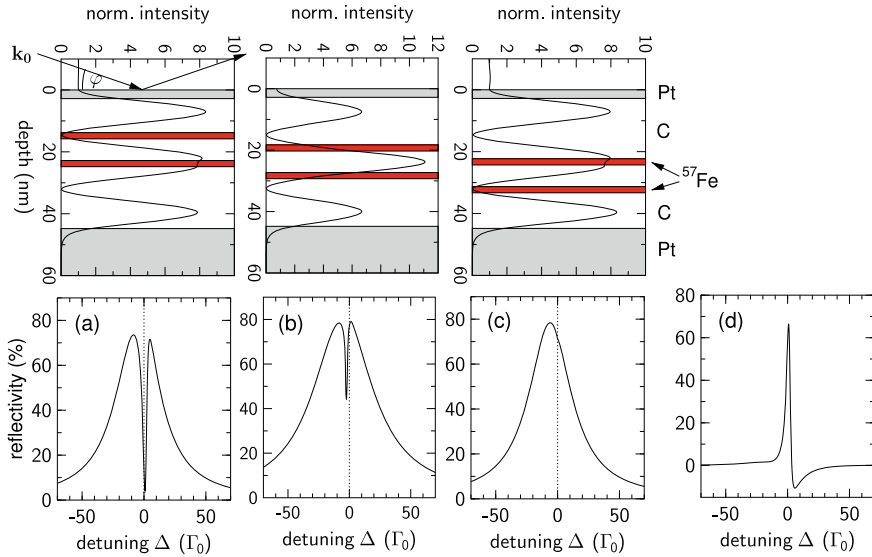 norm. intensity norm. intensity norm. intensity
0 2 4 6 8 10 0 2 4 6 8 10 12 0 2 4 6 8 10
k₀
φ
depth (nm)
0 20 40 60
0 20 40 60
0 20 40 60
Pt
C
⁵⁷Fe
C
Pt
(a) (b) (c) (d)
reflectivity (%)
80 60 40 20 0
80 60 40 20 0
80 60 40 20 0
80 60 40 20 0
-50 0 50 -50 0 50 -50 0 50 -50 0 50
detuning Δ (Γ₀) detuning Δ (Γ₀) detuning Δ (Γ₀) detuning Δ (Γ₀)